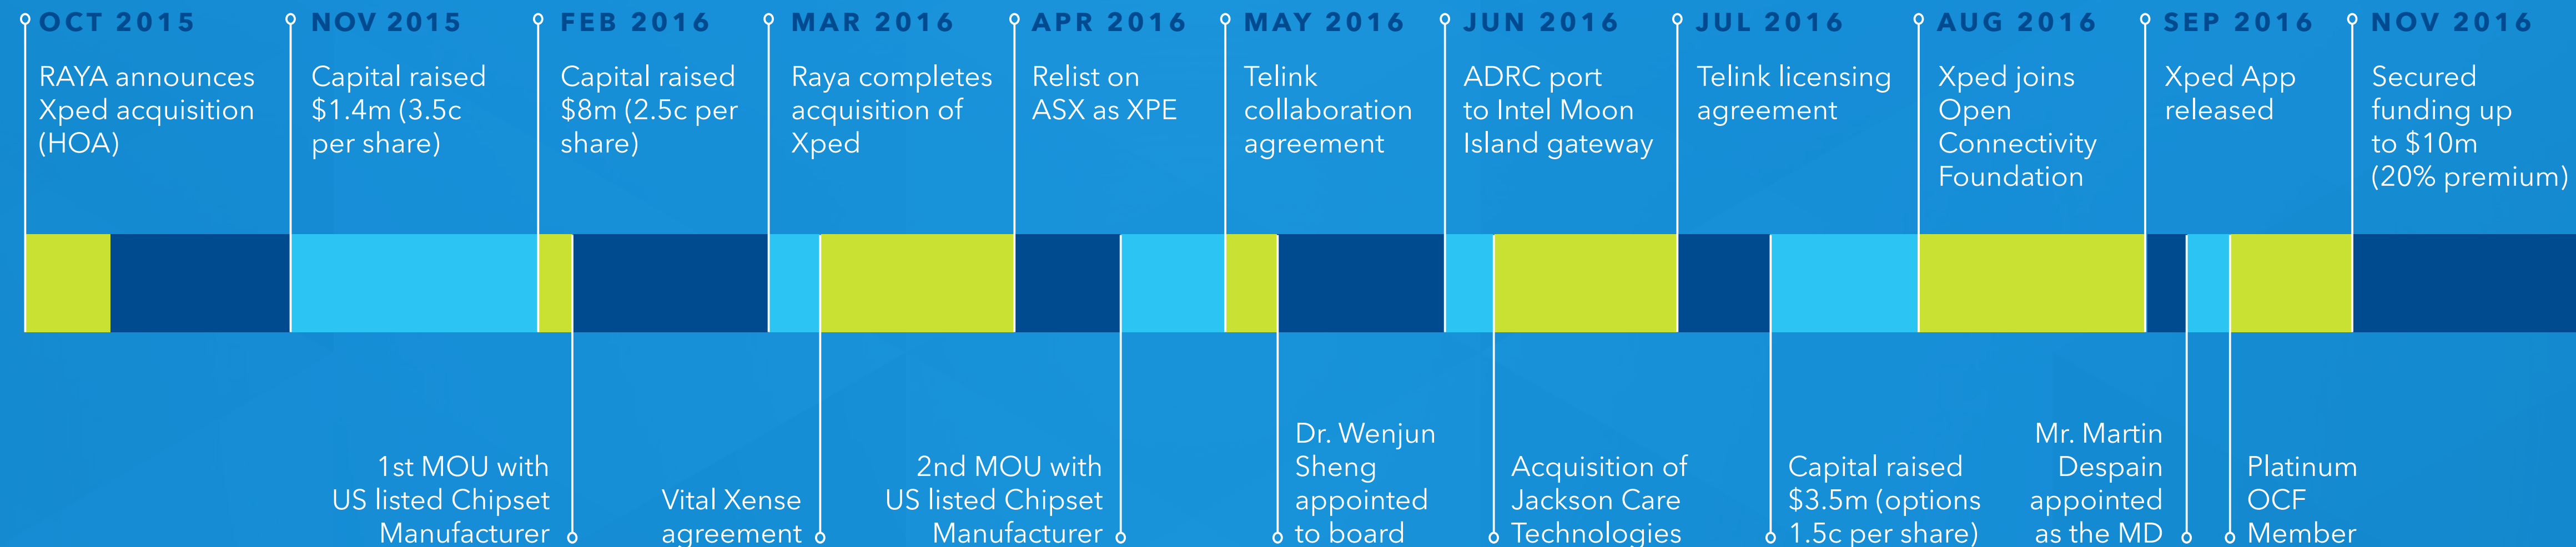 OCT 2015
RAYA announces
Xped acquisition
(HOA)
NOV 2015
Capital raised
$1.4m (3.5c
per share)
FEB 2016
Capital raised
$8m (2.5c per
share)
MAR 2016
Raya completes
acquisition of
Xped
APR 2016
Relist on
ASX as XPE
MAY 2016
Telink
collaboration
agreement
JUN 2016
ADRC port
to Intel Moon
Island gateway
JUL 2016
Telink licensing
agreement
AUG 2016
Xped joins
Open
Connectivity
Foundation
SEP 2016
Xped App
released
NOV 2016
Secured
funding up
to $10m
(20% premium)
1st MOU with
US listed Chipset
Manufacturer
Vital Xense
agreement
2nd MOU with
US listed Chipset
Manufacturer
Dr. Wenjun
Sheng
appointed
to board
Acquisition of
Jackson Care
Technologies
Capital raised
$3.5m (options
1.5c per share)
Mr. Martin
Despain
appointed
as the MD
Platinum
OCF
Member